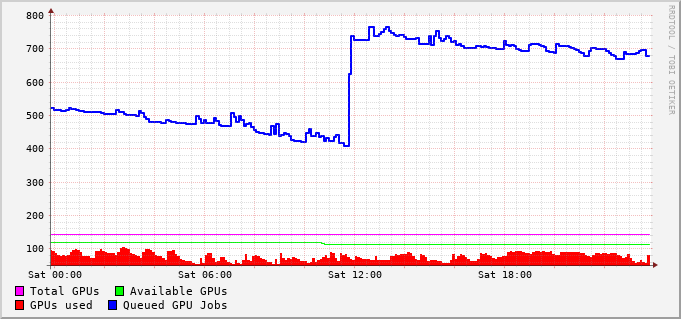 800
700
600
500
400
300
200
100
Sat 00:00 Sat 06:00 Sat 12:00 Sat 18:00
Total GPUs Available GPUs
GPUs used Queued GPU Jobs
RRDTOOL / TOBI OETIKER